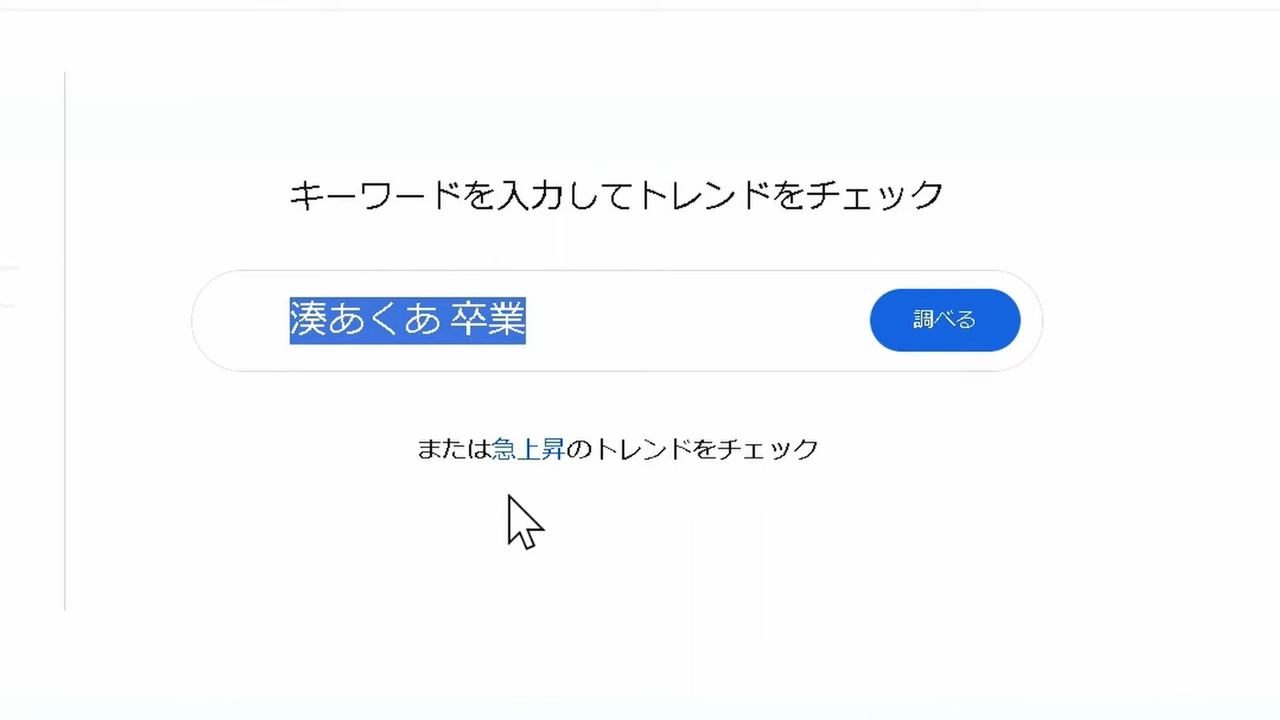 キーワードを入力してトレンドをチェック
湊あくあ 卒業
調べる
または急上昇のトレンドをチェック